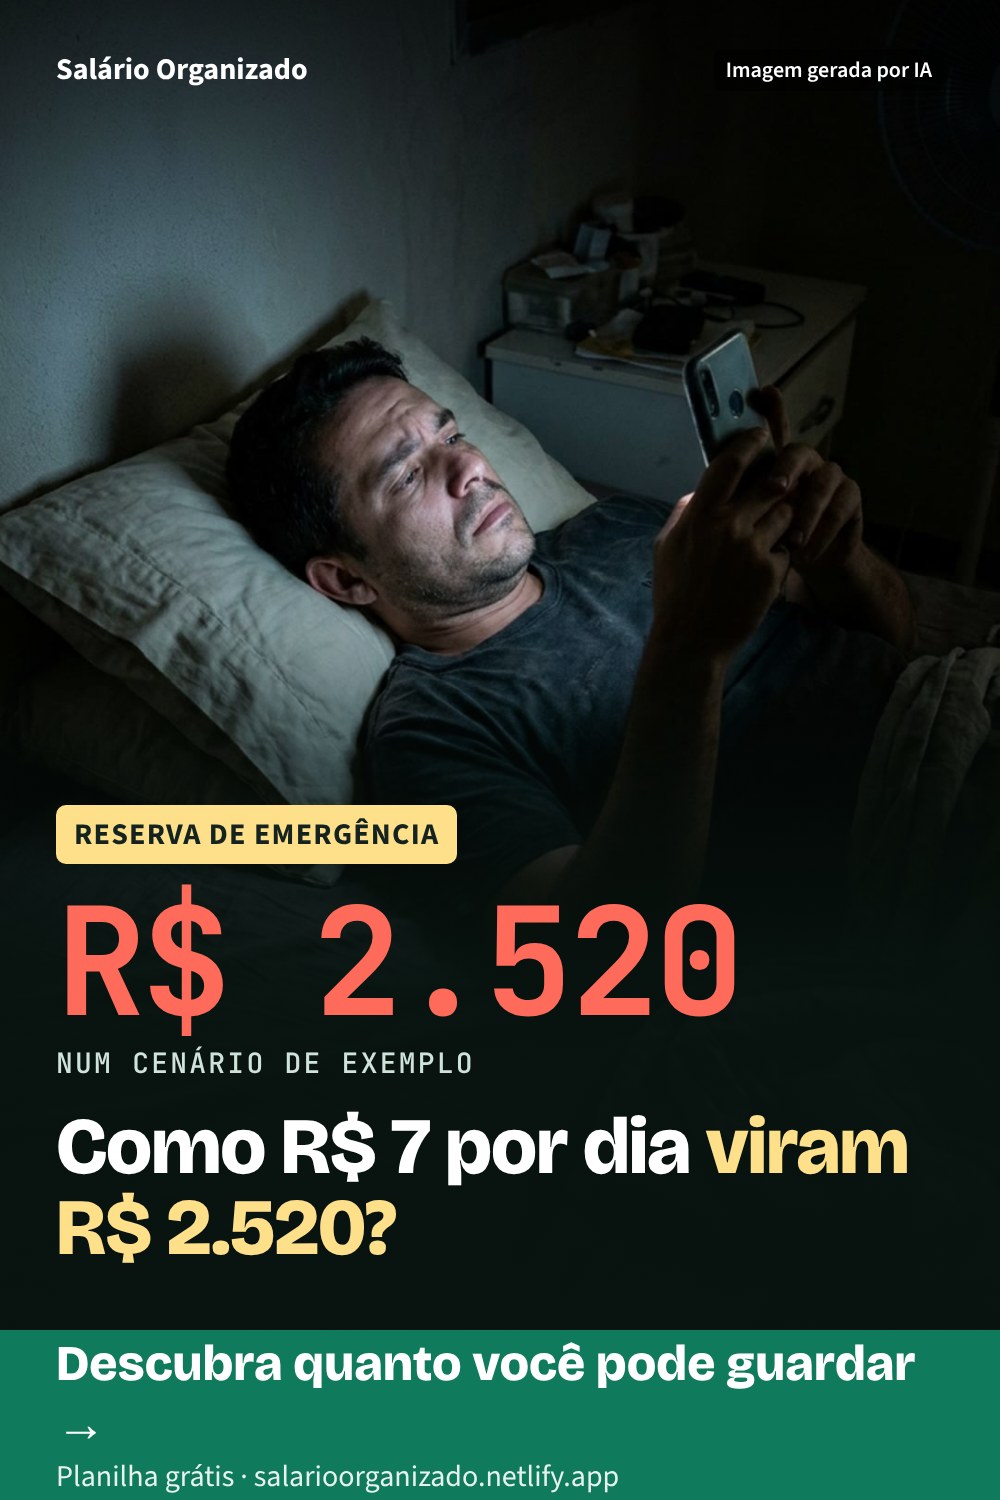 Salário Organizado
Imagem gerada por IA
RESERVA DE EMERGÊNCIA
R$ 2.520
NUM CENÁRIO DE EXEMPLO
Como R$ 7 por dia viram
R$ 2.520?
Descubra quanto você pode guardar
→
Planilha grátis · salarioorganizado.netlify.app